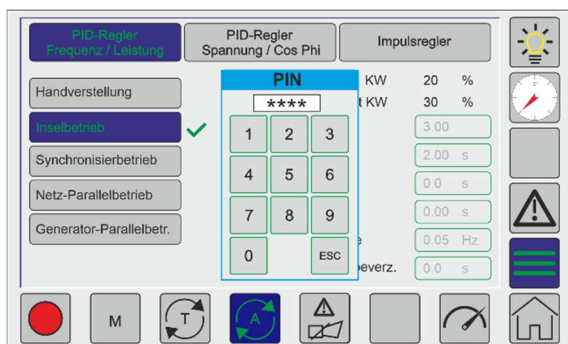 PID-Regler
Frequenz / Leistung
PID-Regler
Spannung / Cos Phi
Impulsregler
Handverstellung
Inselbetrieb
Synchronisierbetrieb
Netz-Parallelbetrieb
Generator-Parallelbetr.
PIN
****
1 2 3
4 5 6
7 8 9
0 ESC
KW 20 %
t KW 30 %
3.00
2.00 s
0.0 s
0.00 s
e 0.05 Hz
beverz. 0.0 s
M
T
A